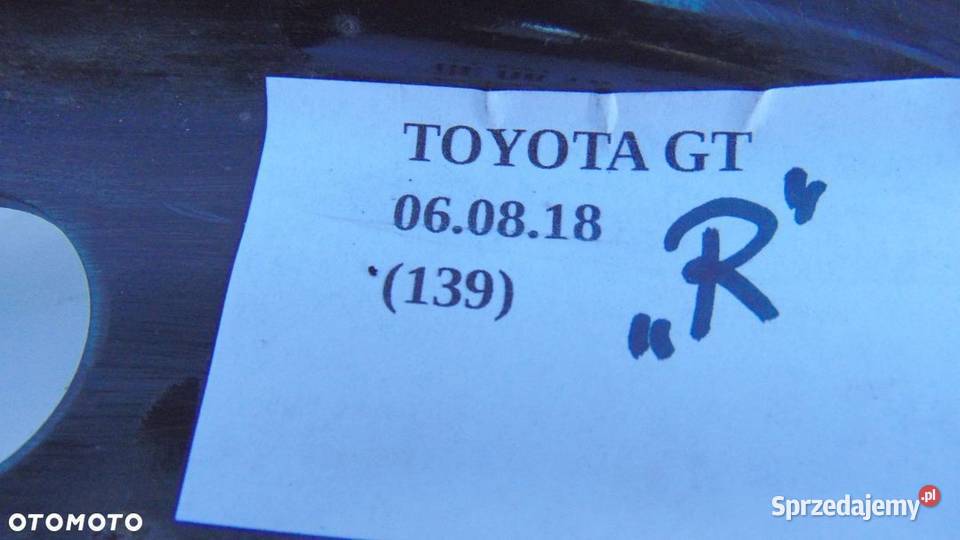 TOYOTA GT
06.08.18
(139)
„R”
OTOMOTO
Sprzedajemy.pl